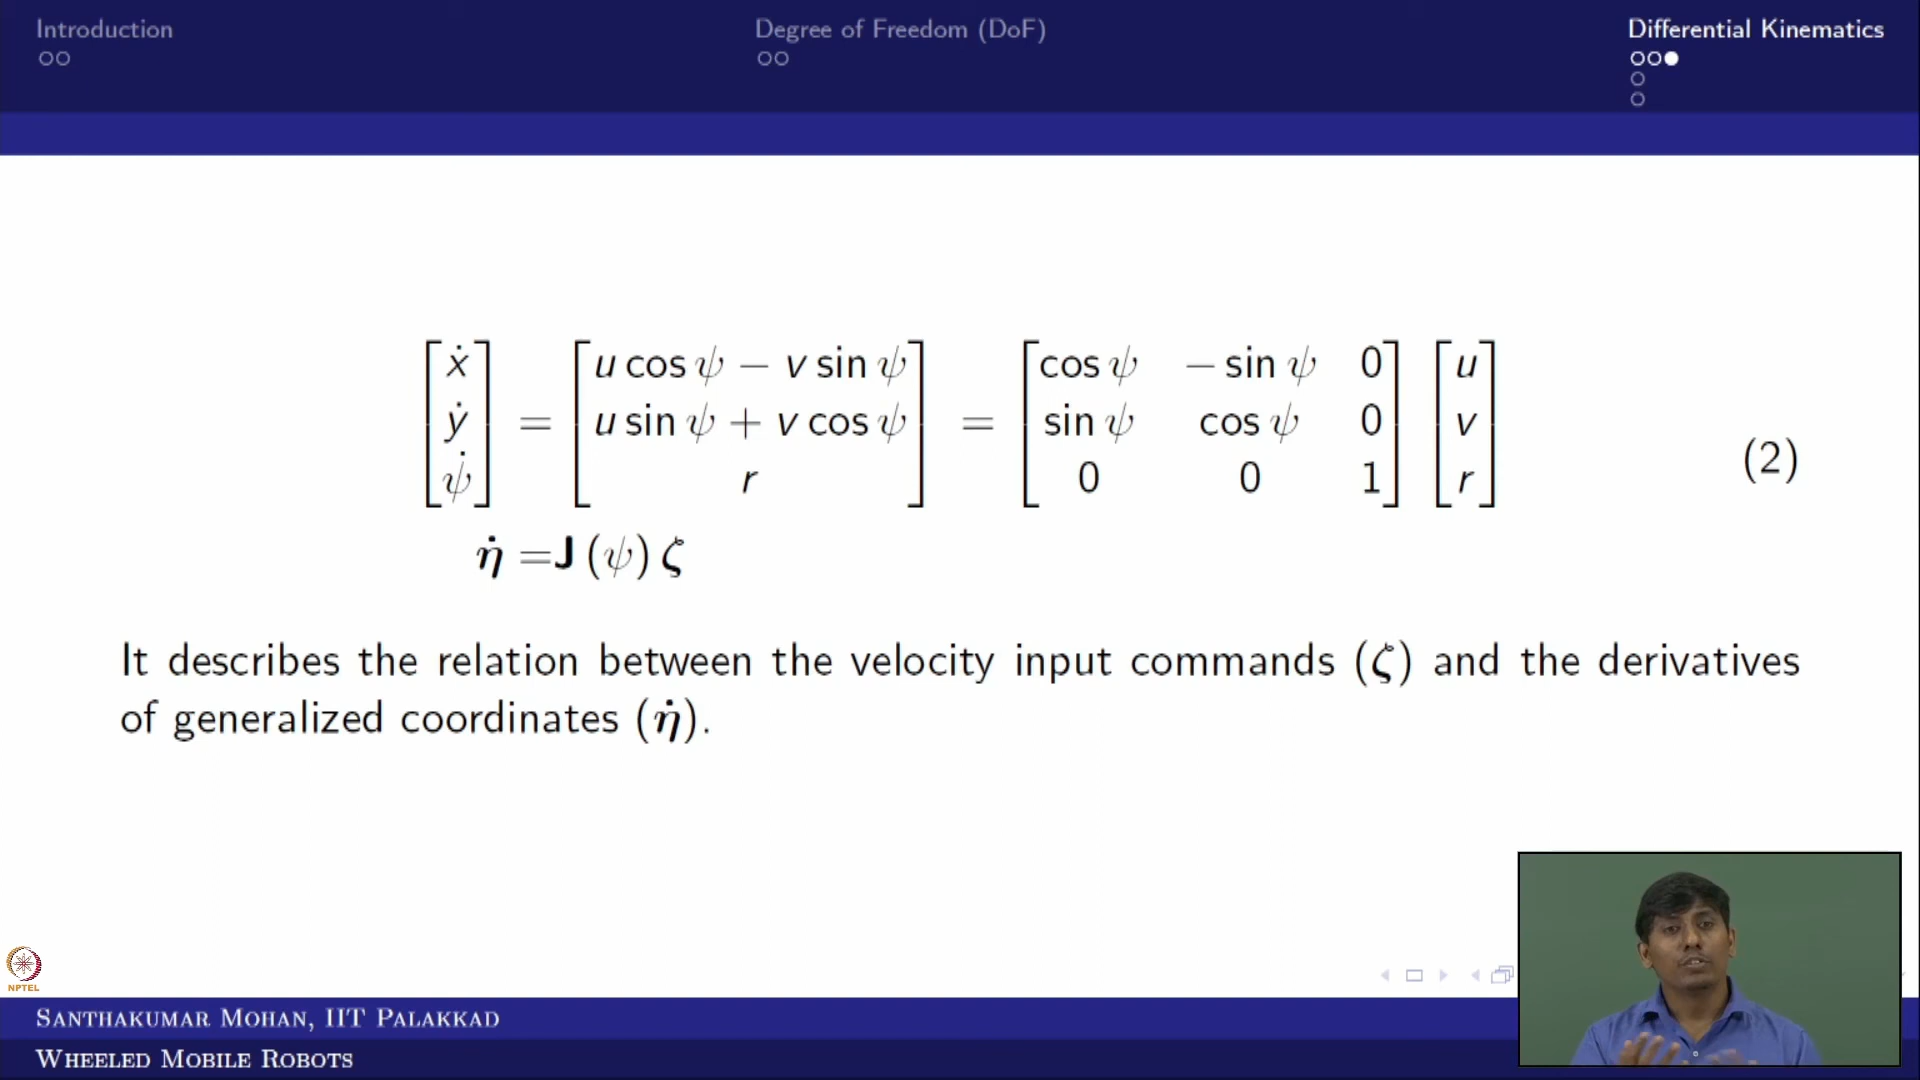 Introduction
Degree of Freedom (DoF)
Differential Kinematics
[ẋ ẏ ψ̇] = [u cos ψ − v sin ψ; u sin ψ + v cos ψ; r] = [cos ψ − sin ψ 0; sin ψ cos ψ 0; 0 0 1] [u v r] (2)
η̇ =J (ψ) ζ
It describes the relation between the velocity input commands (ζ) and the derivatives
of generalized coordinates (η̇).
NPTEL
Santhakumar Mohan, IIT Palakkad
Wheeled Mobile Robots